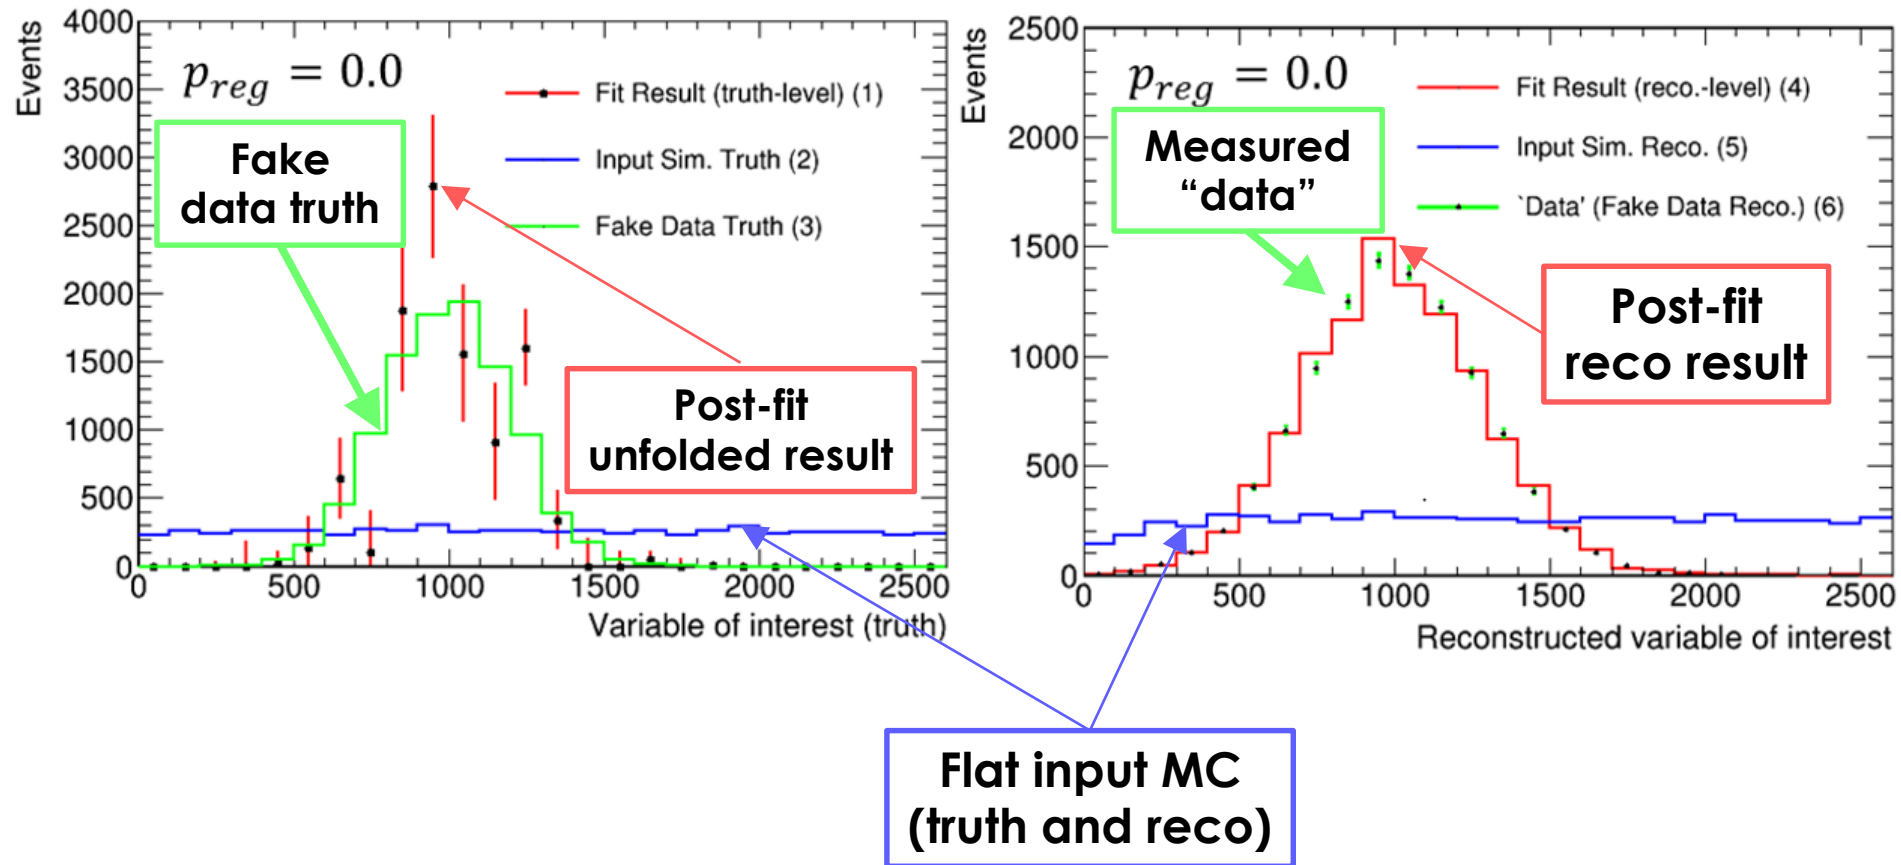 4000
3500
3000
2500
2000
1500
1000
500
0
Events
p_reg = 0.0
Fit Result (truth-level) (1)
Input Sim. Truth (2)
Fake Data Truth (3)
Fake
data truth
Post-fit
unfolded result
0 500 1000 1500 2000 2500
Variable of interest (truth)
2500
2000
1500
1000
500
0
Events
p_reg = 0.0
Fit Result (reco.-level) (4)
Input Sim. Reco. (5)
`Data' (Fake Data Reco.) (6)
Measured
“data”
Post-fit
reco result
0 500 1000 1500 2000 2500
Reconstructed variable of interest
Flat input MC
(truth and reco)